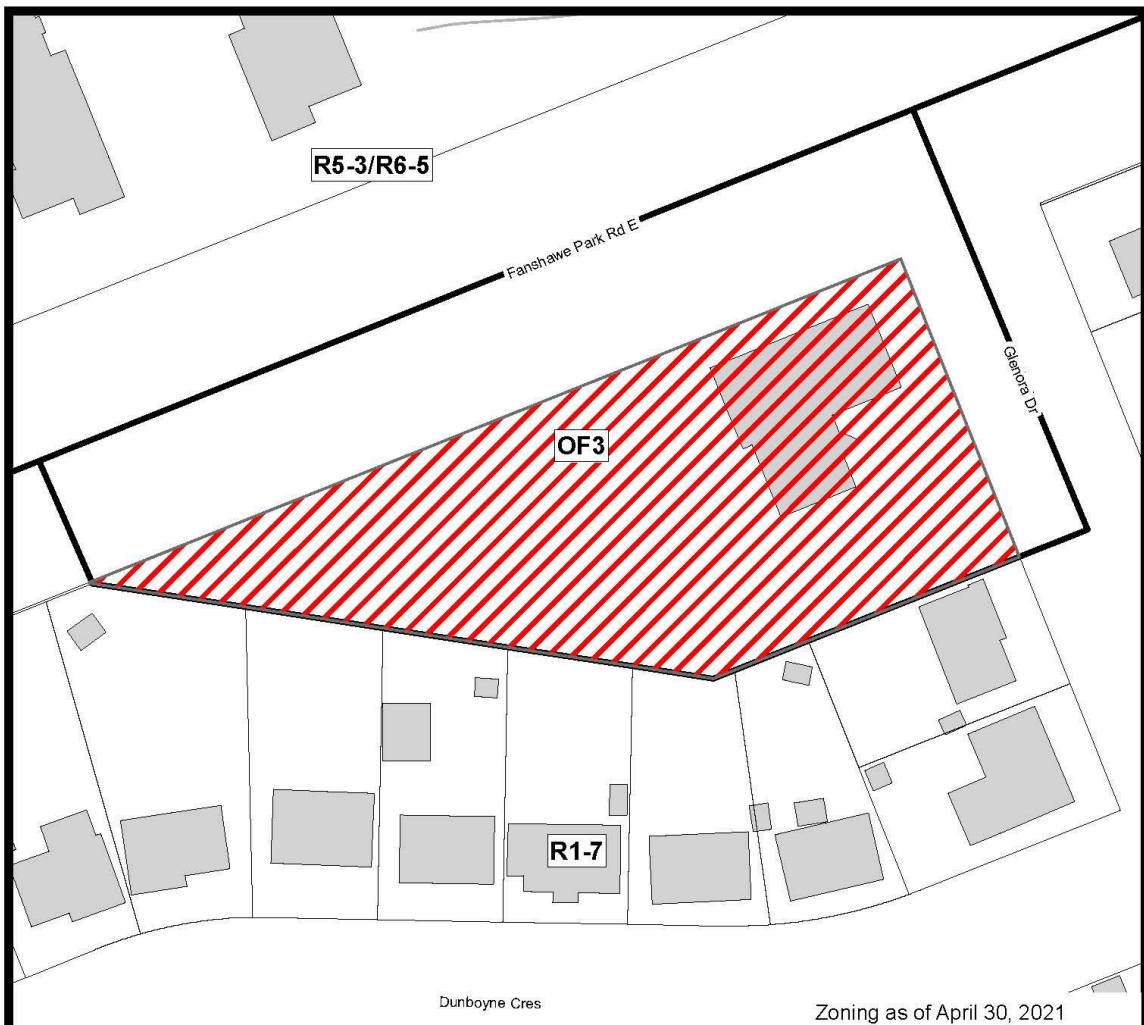 R5-3/R6-5
Fanshawe Park Rd E
Glenora Dr
OF3
R1-7
Dunboyne Cres
Zoning as of April 30, 2021